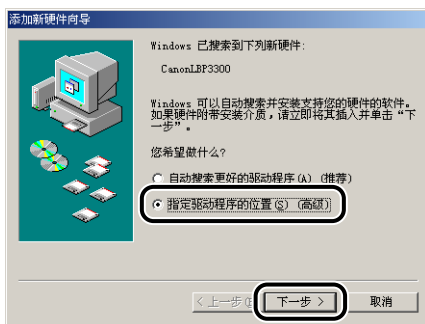 添加新硬件向导
Windows 已搜索到下列新硬件:
CanonLBP3300
Windows 可以自动搜索并安装支持您的硬件的软件。
如果硬件附带安装介质,请立即将其插入并单击“下
一步”。
您希望做什么?
自动搜索更好的驱动程序(A) (推荐)
指定驱动程序的位置(S) (高级)
< 上一步(B
下一步 >
取消